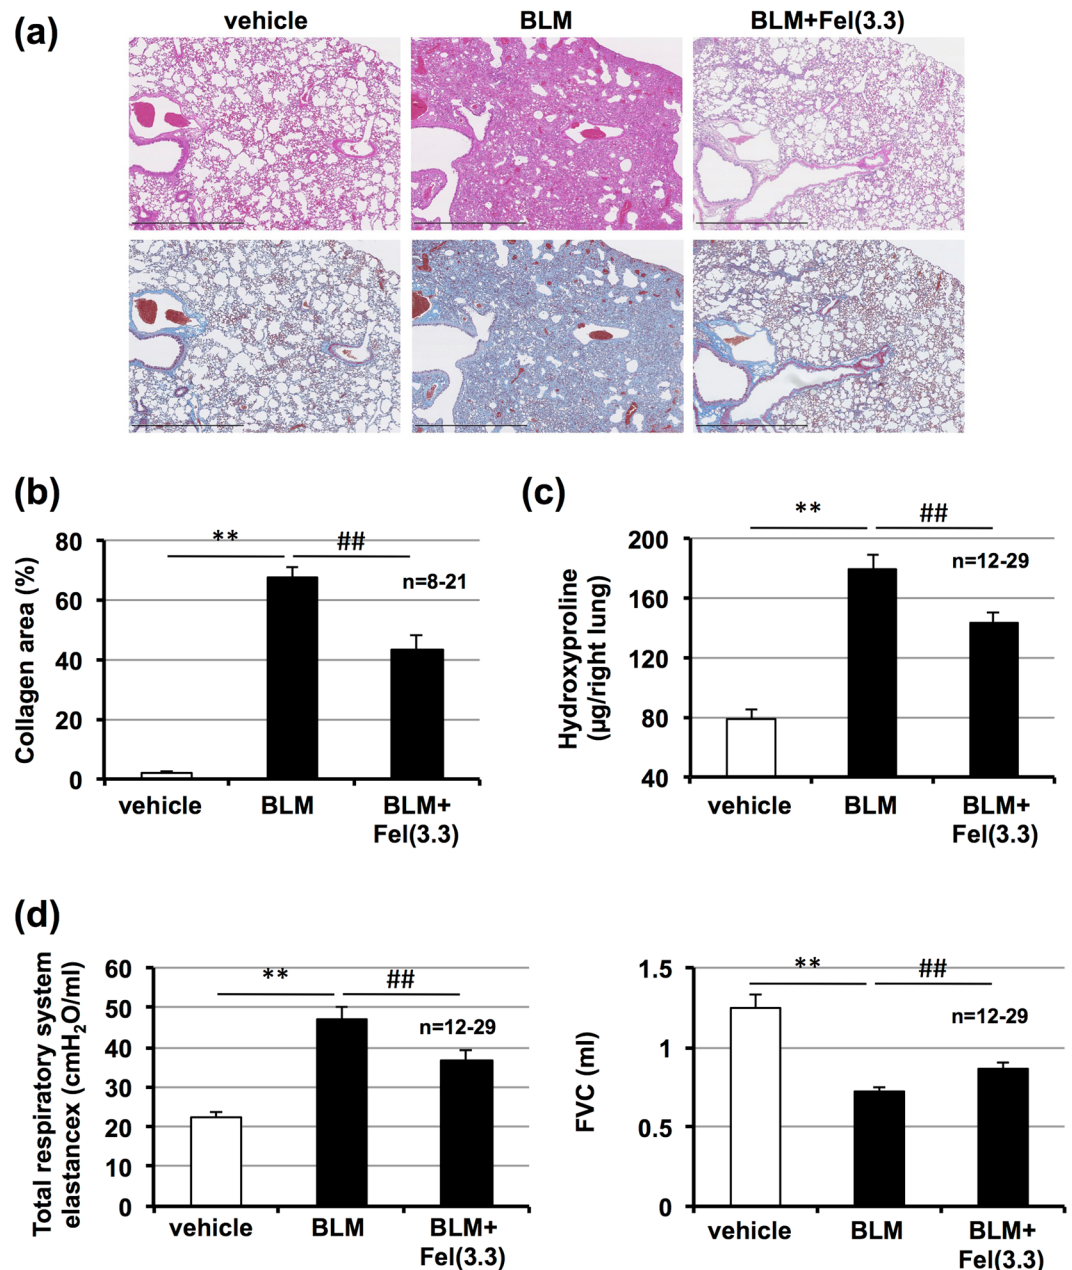 (a)
vehicle
BLM
BLM+Fel(3.3)
(b)
Collagen area (%)
80
60
40
20
0
**
##
n=8-21
vehicle
BLM
BLM+
Fel(3.3)
(c)
Hydroxyproline
(μg/right lung)
200
160
120
80
40
**
##
n=12-29
vehicle
BLM
BLM+
Fel(3.3)
(d)
Total respiratory system
elastancex (cmH₂O/ml)
60
50
40
30
20
10
0
**
##
n=12-29
vehicle
BLM
BLM+
Fel(3.3)
FVC (ml)
1.5
1
0.5
0
**
##
n=12-29
vehicle
BLM
BLM+
Fel(3.3)